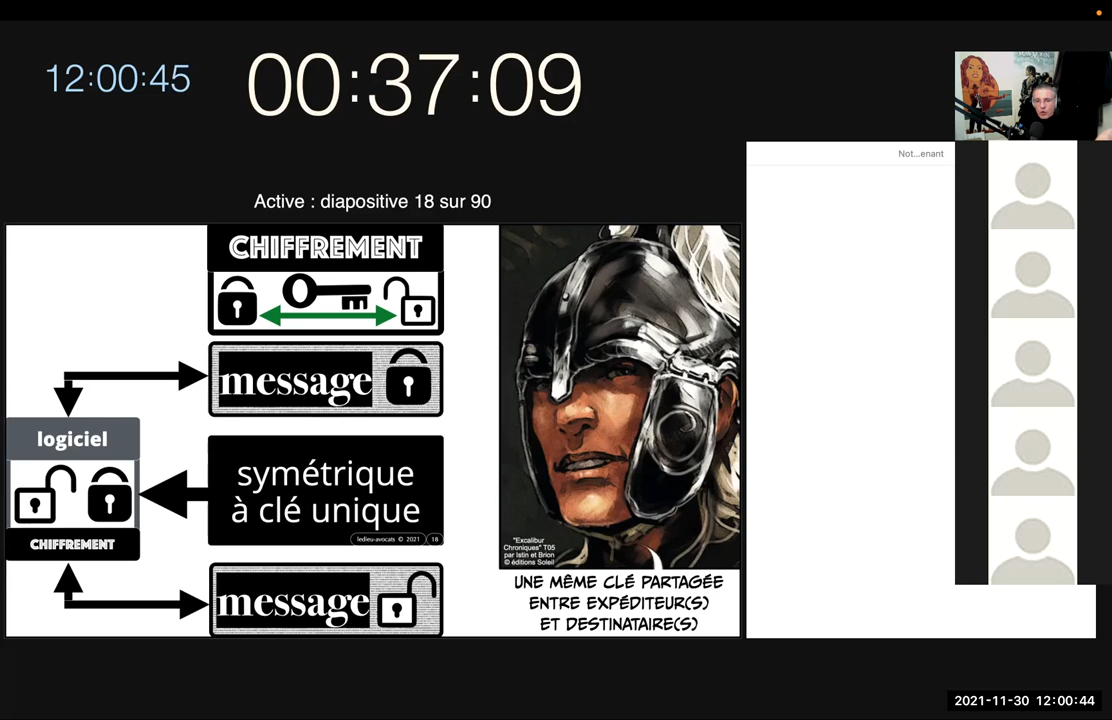 12:00:45
00:37:09
Not...enant
Active : diapositive 18 sur 90
CHIFFREMENT
message
logiciel
CHIFFREMENT
symétrique
à clé unique
ledieu-avocats © 2021
18
message
"Excalibur
Chroniques" T05
par Istin et Brion
© éditions Soleil
UNE MÊME CLÉ PARTAGÉE
ENTRE EXPÉDITEUR(S)
ET DESTINATAIRE(S)
2021-11-30 12:00:44